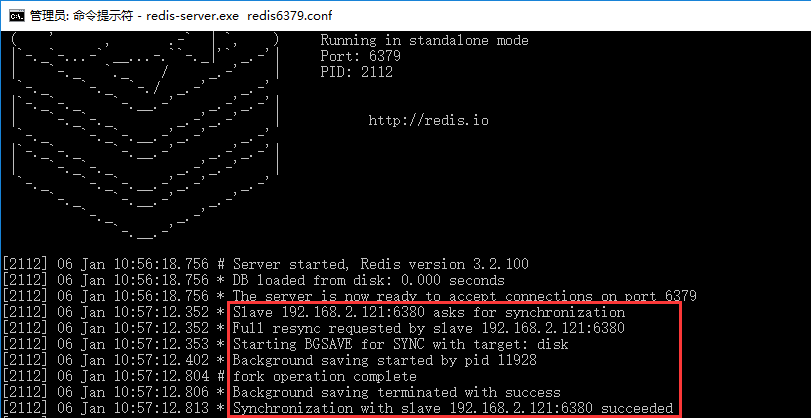 管理员: 命令提示符 - redis-server.exe redis6379.conf
Running in standalone mode
Port: 6379
PID: 2112
http://redis.io
[2112] 06 Jan 10:56:18.756 # Server started, Redis version 3.2.100
[2112] 06 Jan 10:56:18.756 * DB loaded from disk: 0.000 seconds
[2112] 06 Jan 10:56:18.756 * The server is now ready to accept connections on port 6379
[2112] 06 Jan 10:57:12.352 * Slave 192.168.2.121:6380 asks for synchronization
[2112] 06 Jan 10:57:12.352 * Full resync requested by slave 192.168.2.121:6380
[2112] 06 Jan 10:57:12.353 * Starting BGSAVE for SYNC with target: disk
[2112] 06 Jan 10:57:12.402 * Background saving started by pid 11928
[2112] 06 Jan 10:57:12.804 # fork operation complete
[2112] 06 Jan 10:57:12.806 * Background saving terminated with success
[2112] 06 Jan 10:57:12.813 * Synchronization with slave 192.168.2.121:6380 succeeded